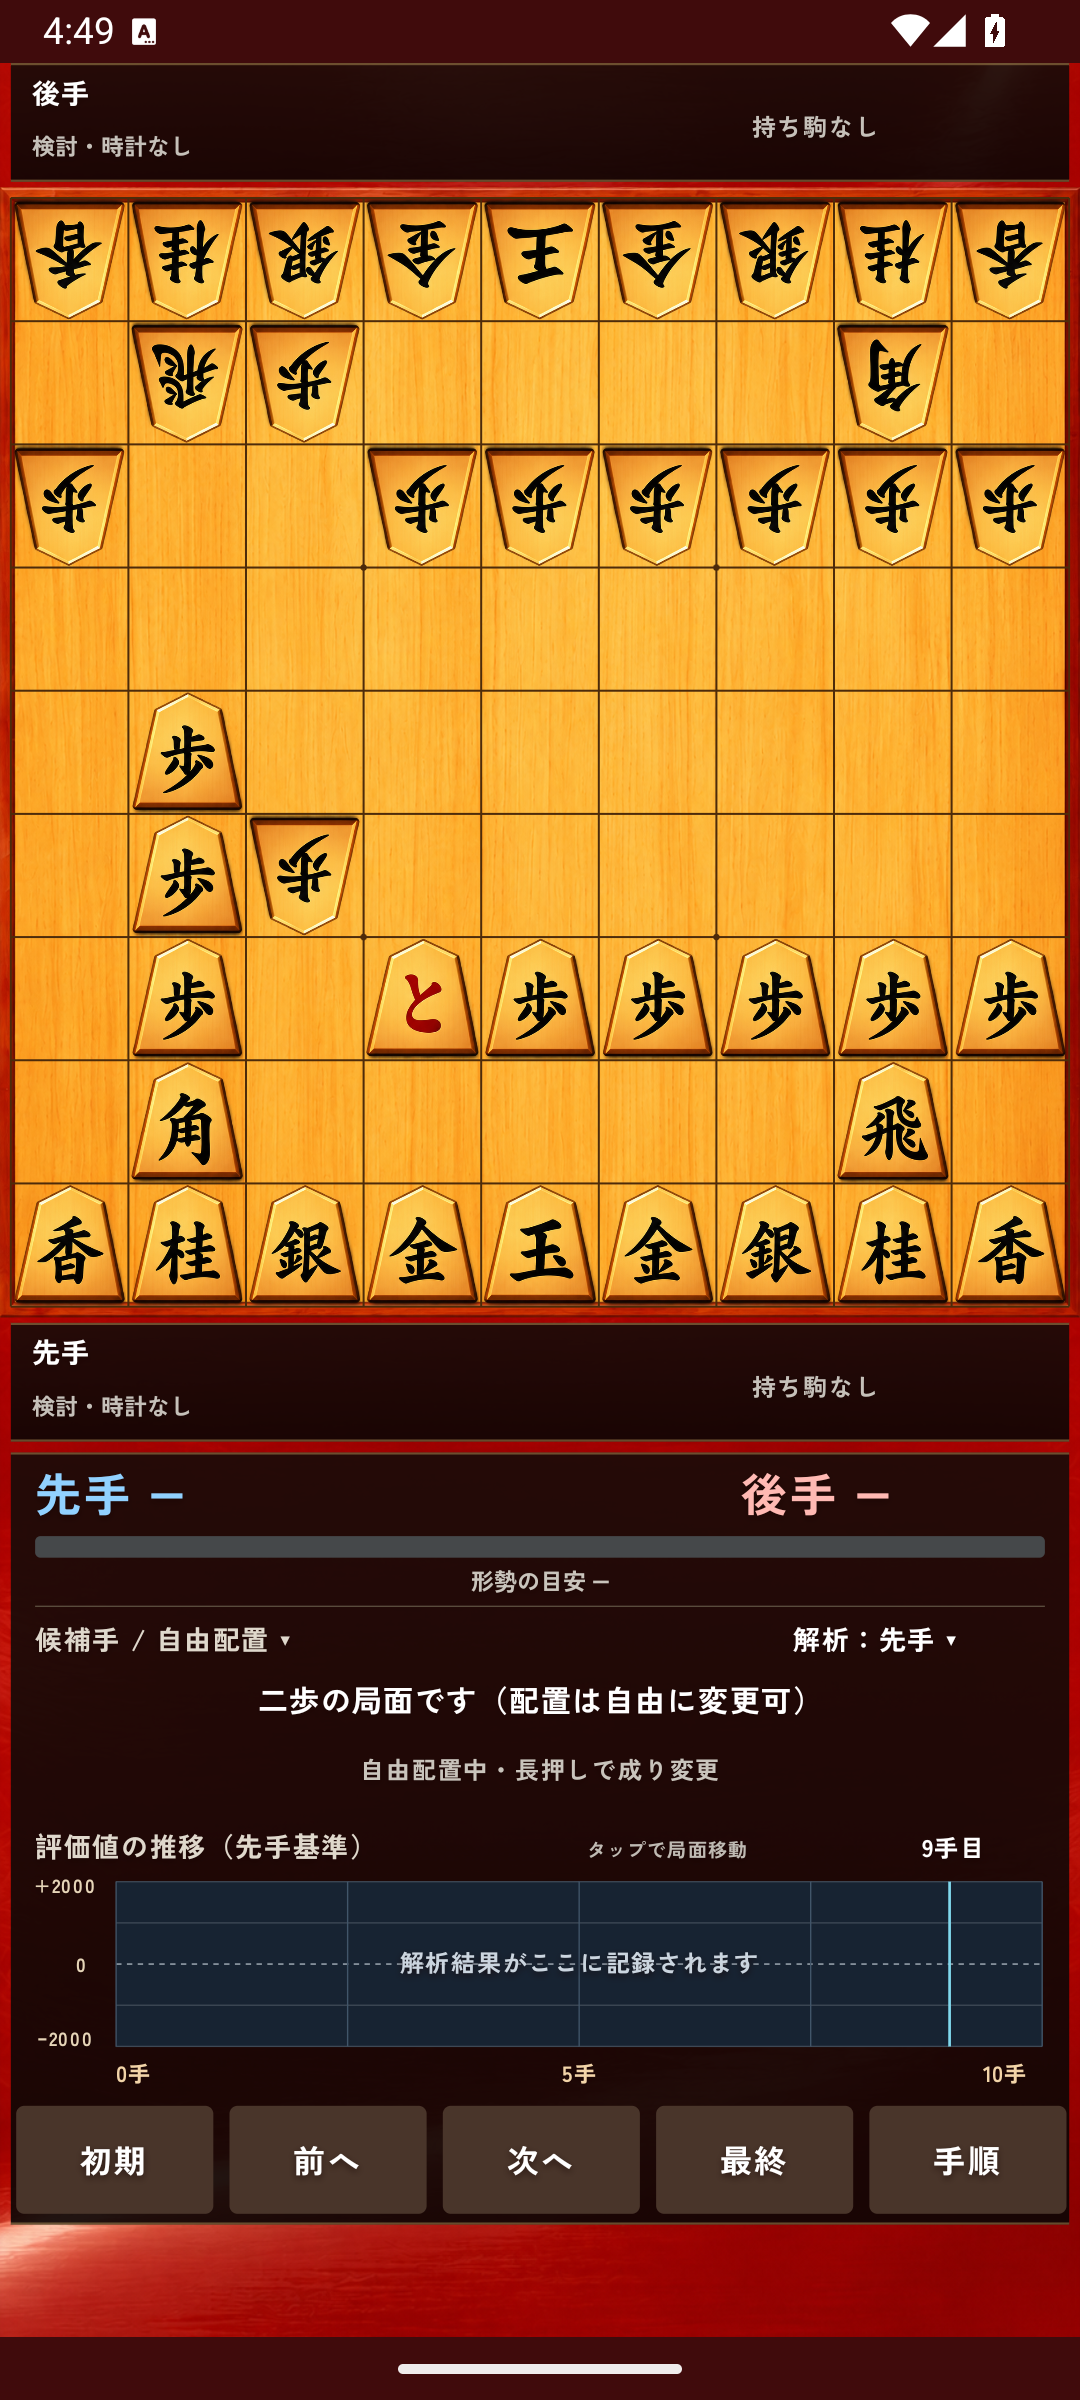 4:49 A
後手
検討・時計なし
持ち駒なし
香 桂 銀 金 王 金 銀 桂 香
飛 歩 角
歩 歩 歩 歩 歩 歩 歩
歩
歩 歩
歩 と 歩 歩 歩 歩 歩
角 飛
香 桂 銀 金 玉 金 銀 桂 香
先手
検討・時計なし
持ち駒なし
先手 — 後手 —
形勢の目安 —
候補手 / 自由配置 ▼ 解析：先手 ▼
二歩の局面です（配置は自由に変更可）
自由配置中・長押しで成り変更
評価値の推移（先手基準） タップで局面移動 9手目
+2000
0
-2000
解析結果がここに記録されます
0手 5手 10手
初期 前へ 次へ 最終 手順